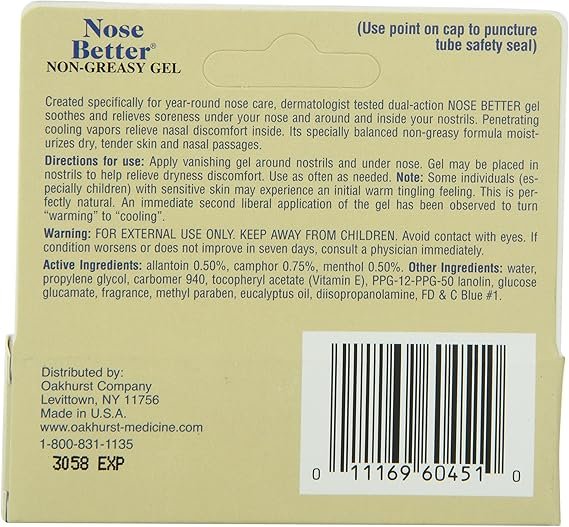 Nose
Better®
NON-GREASY GEL
(Use point on cap to puncture
tube safety seal)
Created specifically for year-round nose care, dermatologist tested dual-action NOSE BETTER gel
soothes and relieves soreness under your nose and around and inside your nostrils. Penetrating
cooling vapors relieve nasal discomfort inside. Its specially balanced non-greasy formula moist-
urizes dry, tender skin and nasal passages.
Directions for use: Apply vanishing gel around nostrils and under nose. Gel may be placed in
nostrils to help relieve dryness discomfort. Use as often as needed. Note: Some individuals (es-
pecially children) with sensitive skin may experience an initial warm tingling feeling. This is per-
fectly natural. An immediate second liberal application of the gel has been observed to turn
“warming” to “cooling”.
Warning: FOR EXTERNAL USE ONLY. KEEP AWAY FROM CHILDREN. Avoid contact with eyes. If
condition worsens or does not improve in seven days, consult a physician immediately.
Active Ingredients: allantoin 0.50%, camphor 0.75%, menthol 0.50%. Other Ingredients: water,
propylene glycol, carbomer 940, tocopheryl acetate (Vitamin E), PPG-12-PPG-50 lanolin, glucose
glucamate, fragrance, methyl paraben, eucalyptus oil, diisopropanolamine, FD & C Blue #1.
Distributed by:
Oakhurst Company
Levittown, NY 11756
Made in U.S.A.
www.oakhurst-medicine.com
1-800-831-1135
3058 EXP
0 11169 60451 0